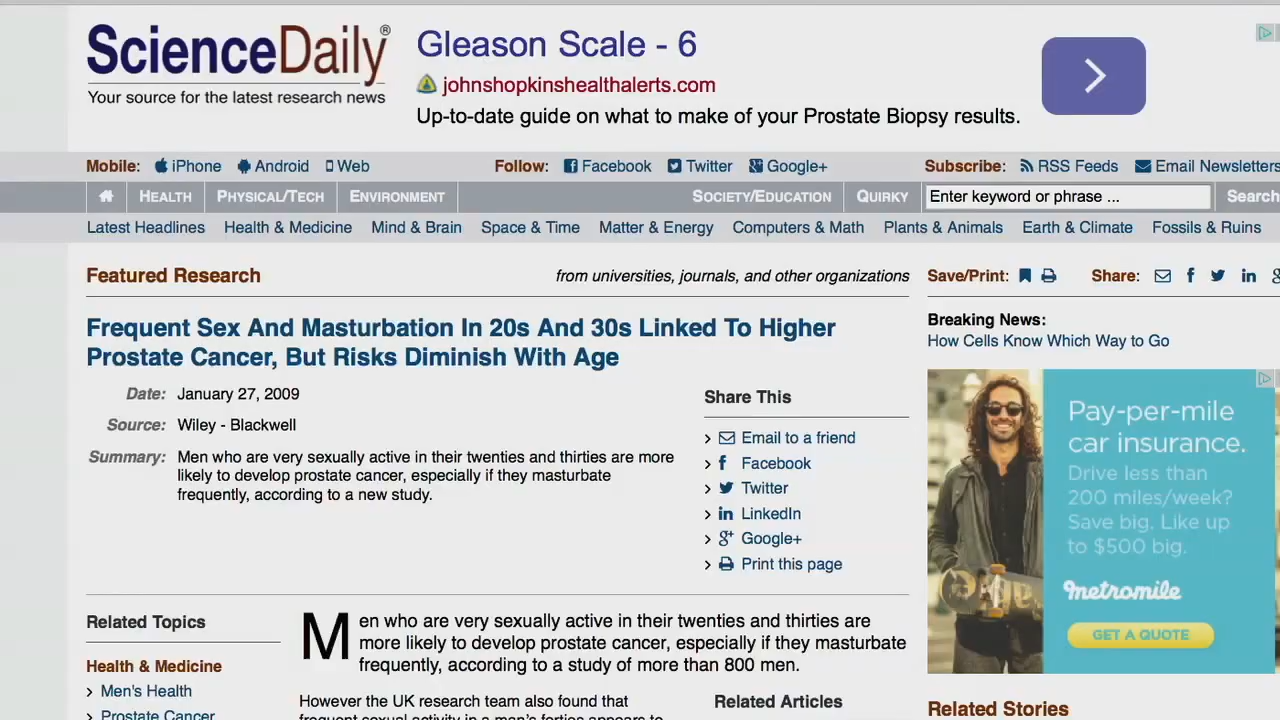 ScienceDaily®
Your source for the latest research news
Gleason Scale - 6
johnshopkinshealthalerts.com
Up-to-date guide on what to make of your Prostate Biopsy results.
Mobile: iPhone Android Web Follow: Facebook Twitter Google+ Subscribe: RSS Feeds Email Newsletters
HEALTH PHYSICAL/TECH ENVIRONMENT SOCIETY/EDUCATION QUIRKY Enter keyword or phrase ... Search
Latest Headlines Health & Medicine Mind & Brain Space & Time Matter & Energy Computers & Math Plants & Animals Earth & Climate Fossils & Ruins
Featured Research from universities, journals, and other organizations
Frequent Sex And Masturbation In 20s And 30s Linked To Higher
Prostate Cancer, But Risks Diminish With Age
Date: January 27, 2009
Source: Wiley - Blackwell
Summary: Men who are very sexually active in their twenties and thirties are more
likely to develop prostate cancer, especially if they masturbate
frequently, according to a new study.
Share This
Email to a friend
Facebook
Twitter
LinkedIn
Google+
Print this page
Related Topics
Health & Medicine
Men's Health
Prostate Cancer
Men who are very sexually active in their twenties and thirties are
more likely to develop prostate cancer, especially if they masturbate
frequently, according to a study of more than 800 men.
However the UK research team also found that
frequent sexual activity in a man's forties appears to
Related Articles
Save/Print: Share:
Breaking News:
How Cells Know Which Way to Go
Pay-per-mile
car insurance.
Drive less than
200 miles/week?
Save big. Like up
to $500 big.
metromile
GET A QUOTE
Related Stories